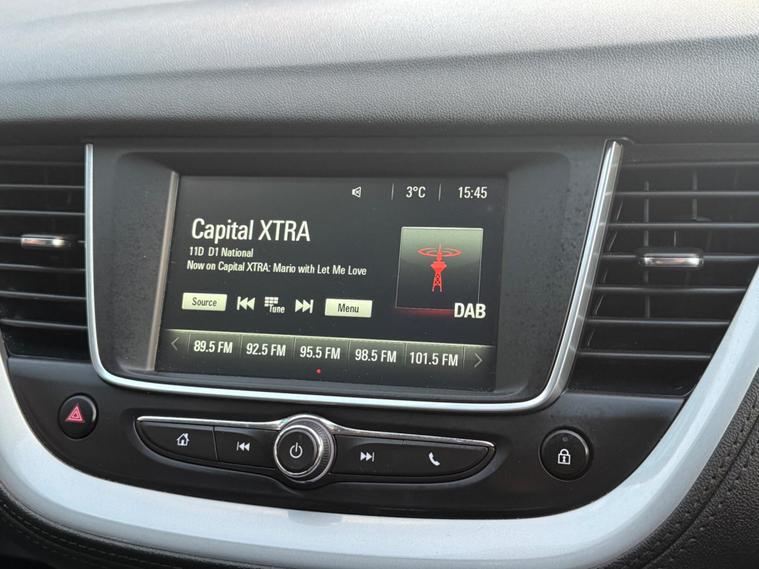 3°C 15:45
Capital XTRA
11D D1 National
Now on Capital XTRA: Mario with Let Me Love
DAB
Source Tune Menu
89.5 FM 92.5 FM 95.5 FM 98.5 FM 101.5 FM